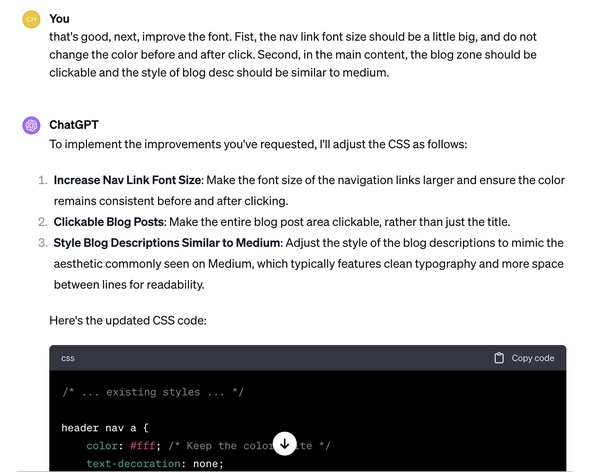 CH
You
that's good, next, improve the font. Fist, the nav link font size should be a little big, and do not
change the color before and after click. Second, in the main content, the blog zone should be
clickable and the style of blog desc should be similar to medium.
ChatGPT
To implement the improvements you've requested, I'll adjust the CSS as follows:
1. Increase Nav Link Font Size: Make the font size of the navigation links larger and ensure the color
remains consistent before and after clicking.
2. Clickable Blog Posts: Make the entire blog post area clickable, rather than just the title.
3. Style Blog Descriptions Similar to Medium: Adjust the style of the blog descriptions to mimic the
aesthetic commonly seen on Medium, which typically features clean typography and more space
between lines for readability.
Here's the updated CSS code:
css Copy code
/* ... existing styles ... */
header nav a {
color: #fff; /* Keep the color ite */
text-decoration: none;